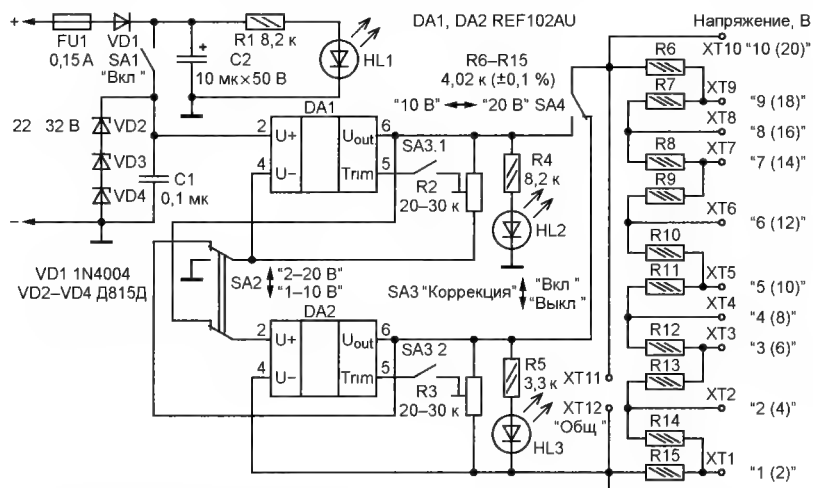 +
FU1
0,15 А
VD1
SA1
"Вкл "
R1 8,2 к
C2
10 мк×50 В
+
HL1
DA1, DA2 REF102AU
R6–R15
4,02 к (±0,1 %)
"10 В" "20 В" SA4
Напряжение, В
XT10 "10 (20)"
R6
XT9 "9 (18)"
R7
XT8 "8 (16)"
XT7 "7 (14)"
R8
R9
XT6 "6 (12)"
R10
XT5 "5 (10)"
R11
XT4 "4 (8)"
XT3 "3 (6)"
R12
R13
XT2 "2 (4)"
R14
XT1 "1 (2)"
R15
22 32 В
VD2
VD3
VD4
C1
0,1 мк
–
DA1
2 U+ Uout 6
4 U– Trim 5
SA3.1
R2
20–30 к
R4
8,2 к
HL2
VD1 1N4004
VD2–VD4 Д815Д
SA2
"2–20 В"
"1–10 В"
SA3 "Коррекция"
"Вкл "
"Выкл "
DA2
2 U+ Uout 6
4 U– Trim 5
SA3 2
R3
20–30 к
R5
3,3 к
HL3
XT11
XT12
"Общ "